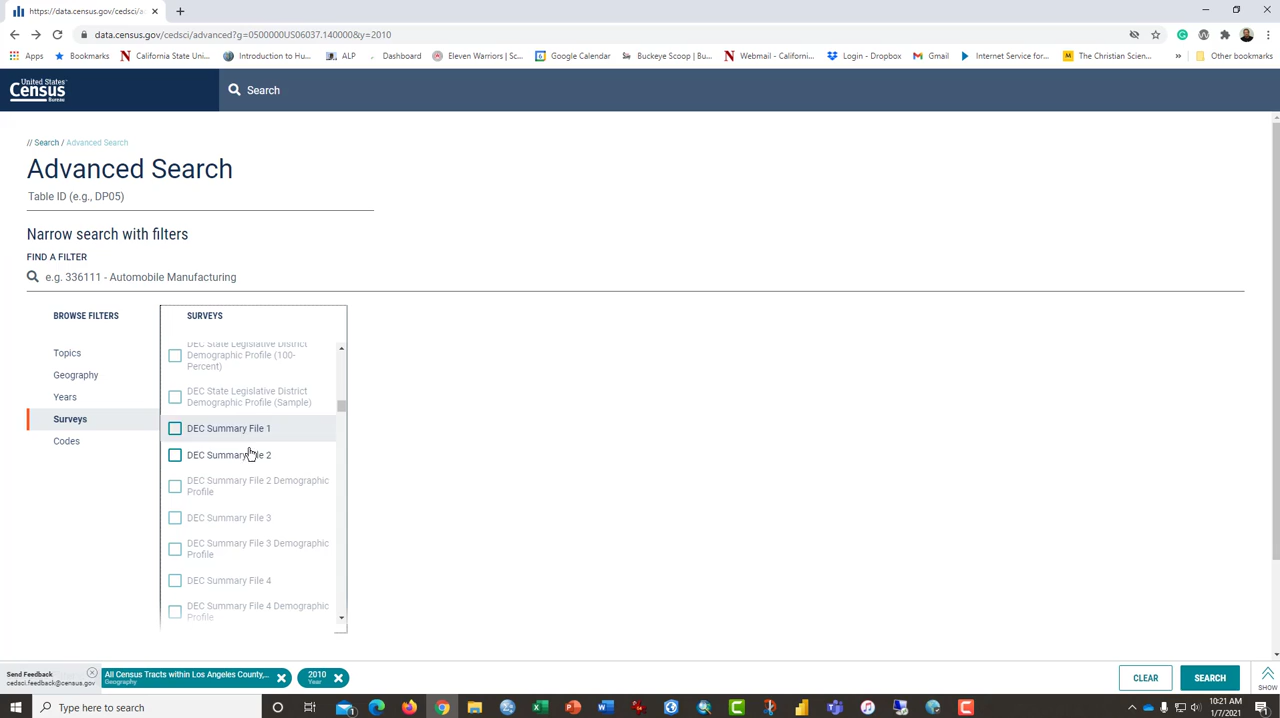 https://data.census.gov/cedsci/adv
data.census.gov/cedsci/advanced?g=0500000US06037.140000&y=2010
Apps
Bookmarks
California State Uni...
Introduction to Hu...
ALP
Dashboard
Eleven Warriors | Sc...
Google Calendar
Buckeye Scoop | Bu...
Webmail - Californi...
Login - Dropbox
Gmail
Internet Service for...
The Christian Scien...
»
Other bookmarks
United States
Census
Bureau
Search
// Search / Advanced Search
Advanced Search
Table ID (e.g., DP05)
Narrow search with filters
FIND A FILTER
e.g. 336111 - Automobile Manufacturing
BROWSE FILTERS
Topics
Geography
Years
Surveys
Codes
SURVEYS
DEC State Legislative District
Demographic Profile (100-
Percent)
DEC State Legislative District
Demographic Profile (Sample)
DEC Summary File 1
DEC Summary File 2
DEC Summary File 2 Demographic
Profile
DEC Summary File 3
DEC Summary File 3 Demographic
Profile
DEC Summary File 4
DEC Summary File 4 Demographic
Profile
Send Feedback
cedsci.feedback@census.gov
All Census Tracts within Los Angeles County,...
Geography
2010
Year
CLEAR
SEARCH
SHOW
Type here to search
10:21 AM
1/7/2021